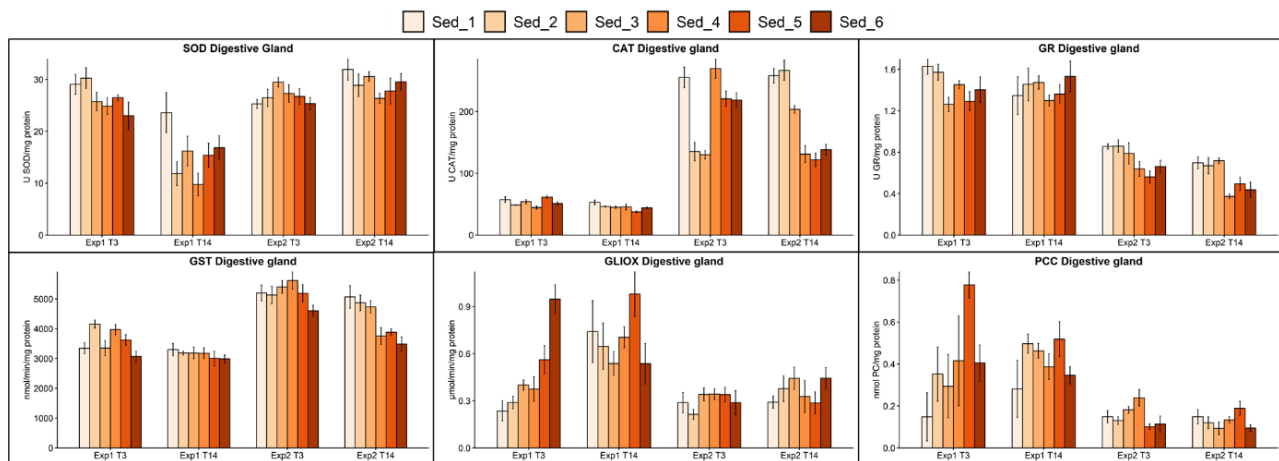 Sed_1 Sed_2 Sed_3 Sed_4 Sed_5 Sed_6
SOD Digestive Gland
U SOD/mg protein
30
20
10
0
Exp1 T3 Exp1 T14 Exp2 T3 Exp2 T14
CAT Digestive gland
U CAT/mg protein
200
100
0
Exp1 T3 Exp1 T14 Exp2 T3 Exp2 T14
GR Digestive gland
U GR/mg protein
1.6
1.2
0.8
0.4
0.0
Exp1 T3 Exp1 T14 Exp2 T3 Exp2 T14
GST Digestive gland
nmol/min/mg protein
5000
4000
3000
2000
1000
0
Exp1 T3 Exp1 T14 Exp2 T3 Exp2 T14
GLIOX Digestive gland
µmol/min/mg protein
0.9
0.6
0.3
0.0
Exp1 T3 Exp1 T14 Exp2 T3 Exp2 T14
PCC Digestive gland
nmol PC/mg protein
0.8
0.6
0.4
0.2
0.0
Exp1 T3 Exp1 T14 Exp2 T3 Exp2 T14